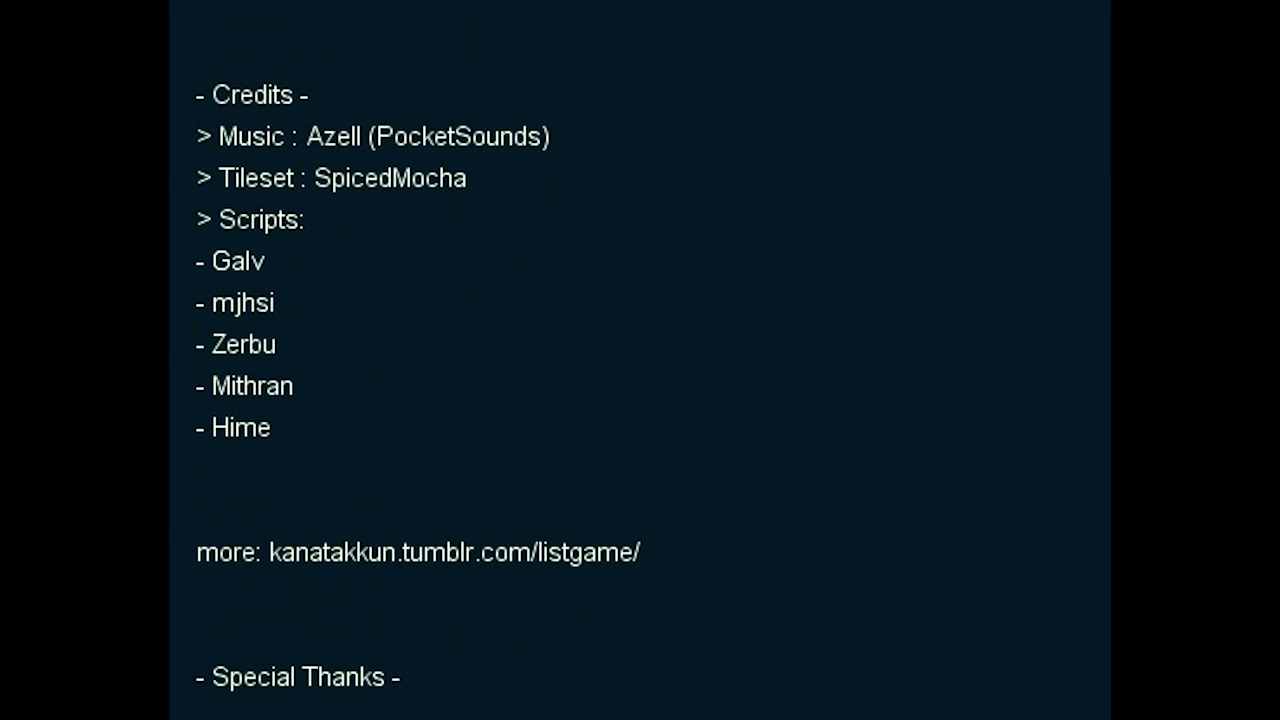 - Credits -
> Music : Azell (PocketSounds)
> Tileset : SpicedMocha
> Scripts:
- Galv
- mjhsi
- Zerbu
- Mithran
- Hime
more: kanatakkun.tumblr.com/listgame/
- Special Thanks -